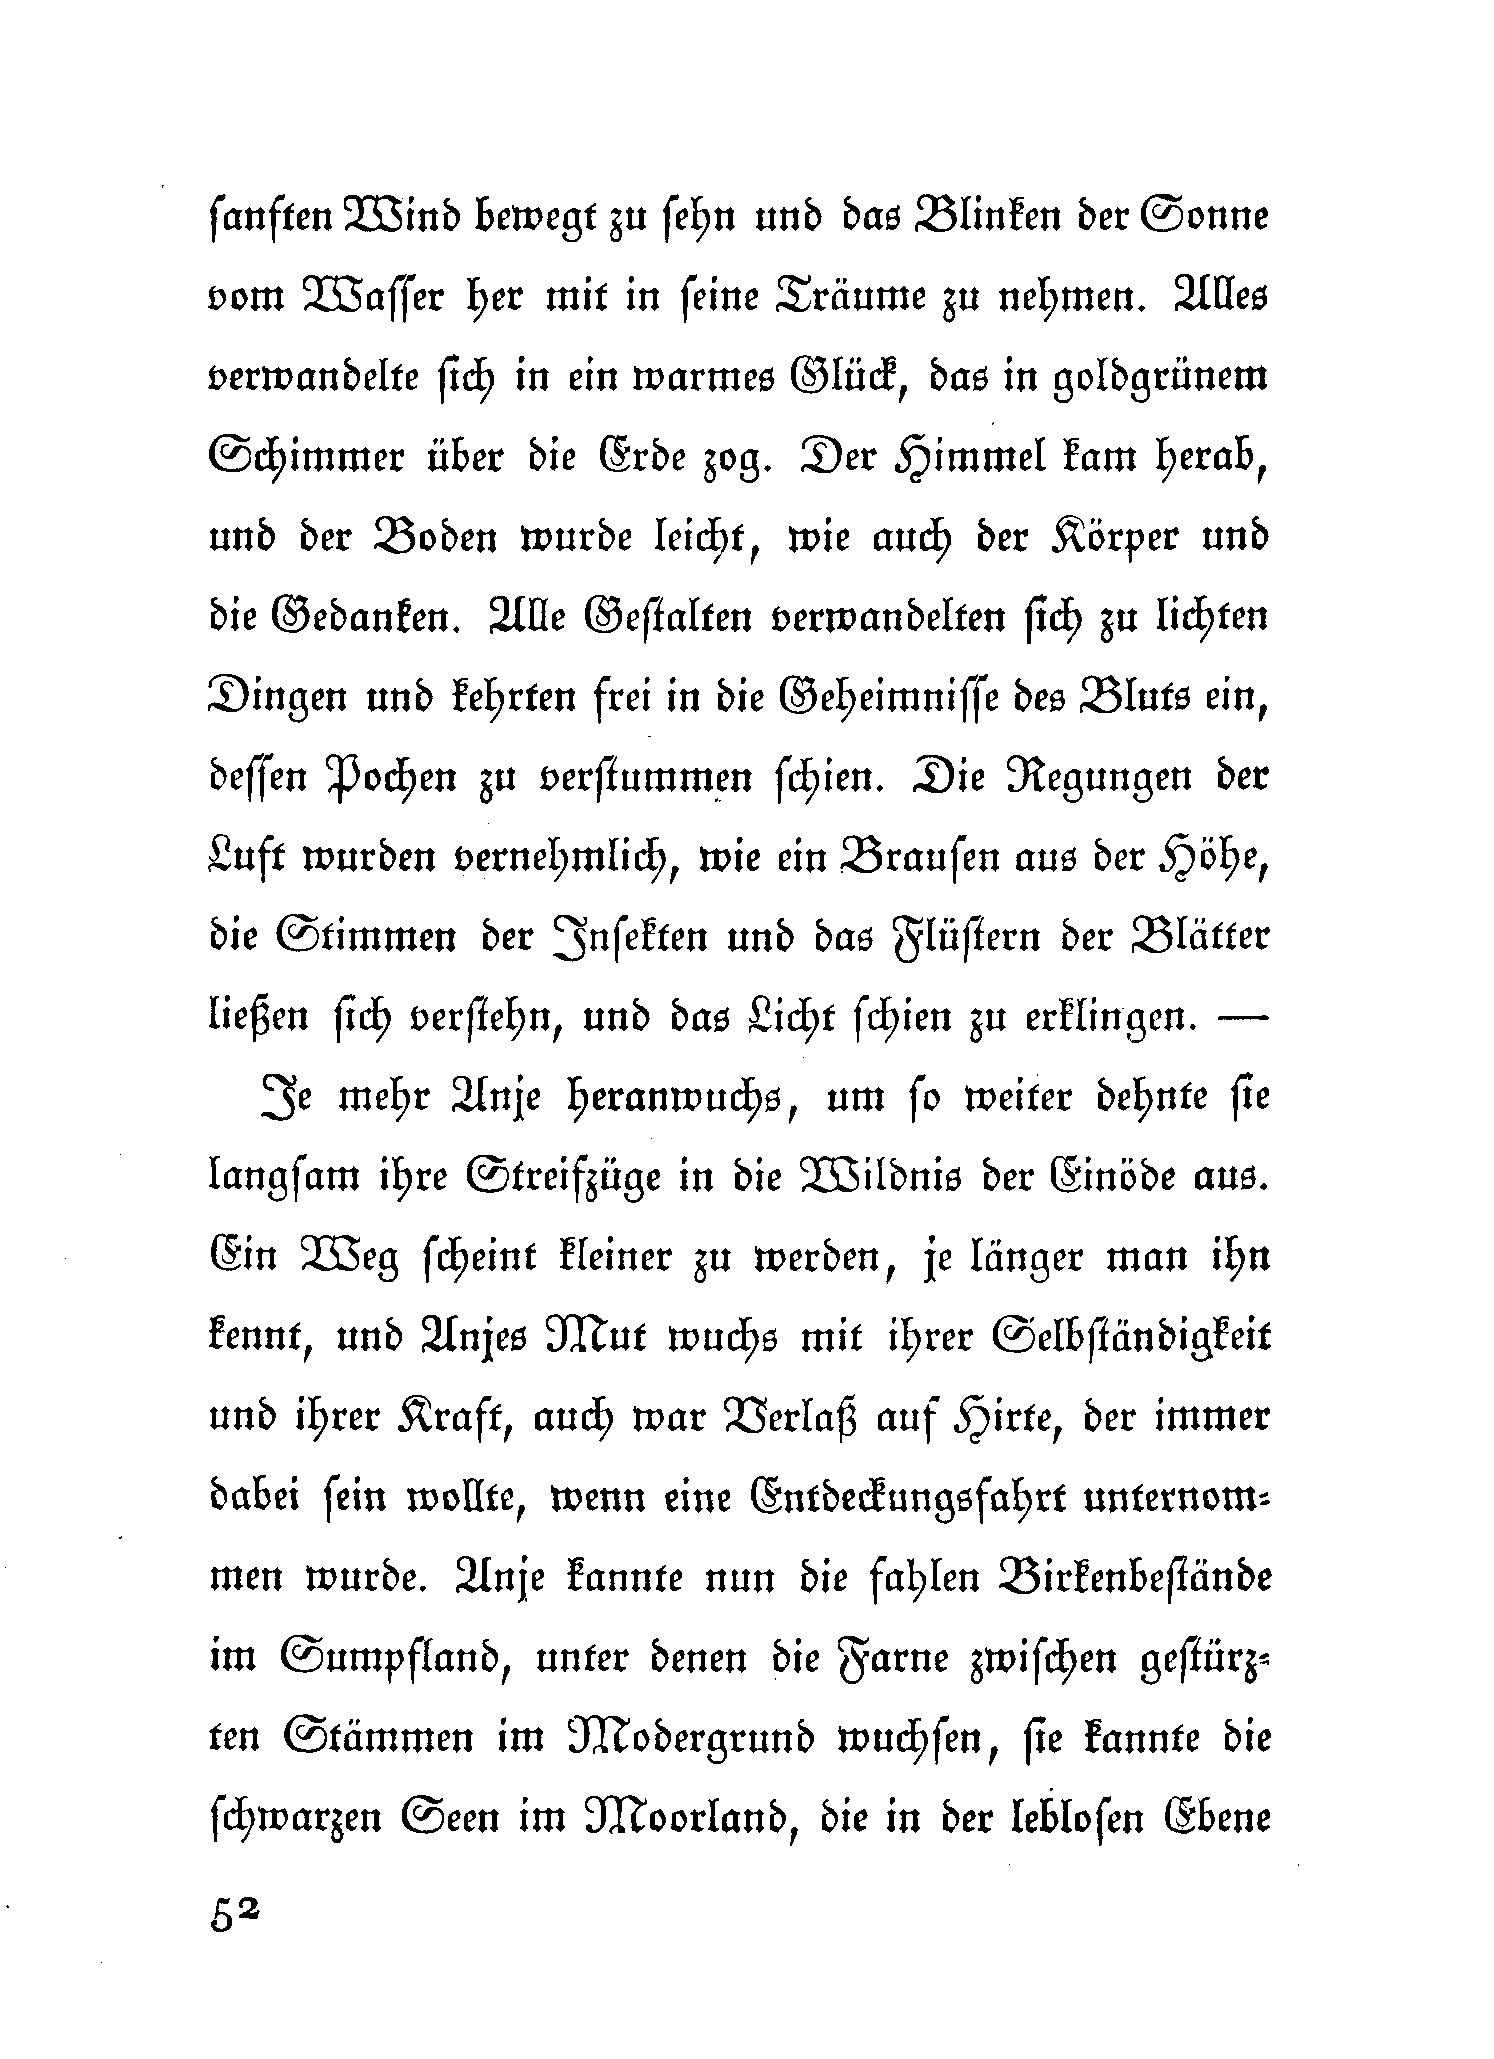 sanften Wind bewegt zu sehn und das Blinken der Sonne
vom Wasser her mit in seine Träume zu nehmen. Alles
verwandelte sich in ein warmes Glück, das in goldgrünem
Schimmer über die Erde zog. Der Himmel kam herab,
und der Boden wurde leicht, wie auch der Körper und
die Gedanken. Alle Gestalten verwandelten sich zu lichten
Dingen und kehrten frei in die Geheimnisse des Bluts ein,
dessen Pochen zu verstummen schien. Die Regungen der
Luft wurden vernehmlich, wie ein Brausen aus der Höhe,
die Stimmen der Insekten und das Flüstern der Blätter
ließen sich verstehn, und das Licht schien zu erklingen. —
Je mehr Anje heranwuchs, um so weiter dehnte sie
langsam ihre Streifzüge in die Wildnis der Einöde aus.
Ein Weg scheint kleiner zu werden, je länger man ihn
kennt, und Anjes Mut wuchs mit ihrer Selbständigkeit
und ihrer Kraft, auch war Verlaß auf Hirte, der immer
dabei sein wollte, wenn eine Entdeckungsfahrt unternom-
men wurde. Anje kannte nun die fahlen Birkenbestände
im Sumpfland, unter denen die Farne zwischen gestürz-
ten Stämmen im Modergrund wuchsen, sie kannte die
schwarzen Seen im Moorland, die in der leblosen Ebene
52